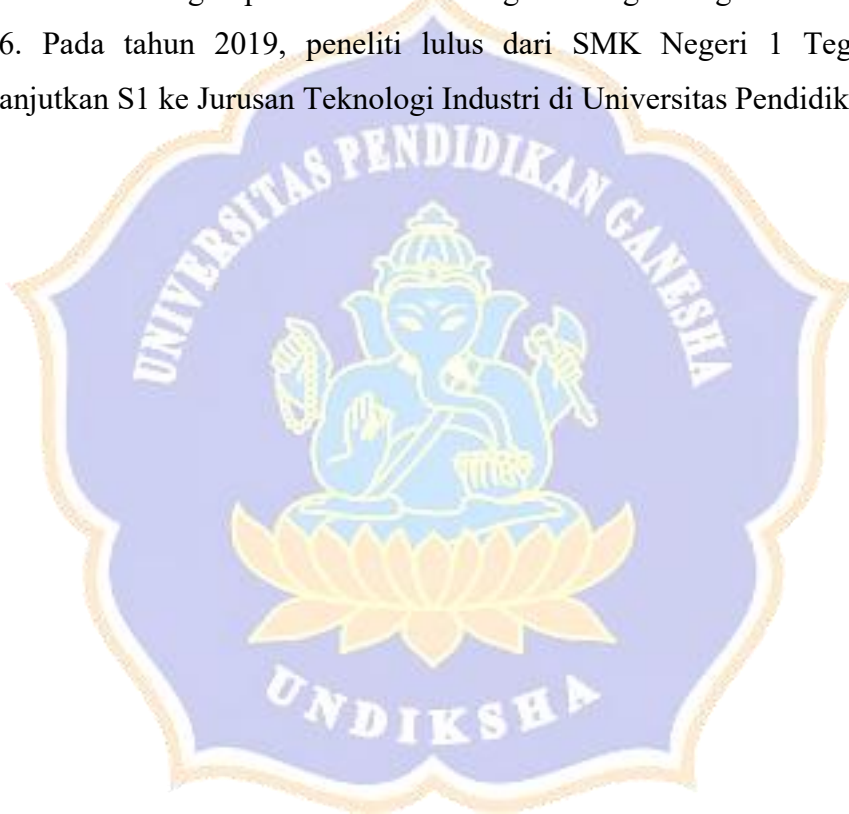 6. Pada tahun 2019, peneliti lulus dari SMK Negeri 1 Teg
anjutkan S1 ke Jurusan Teknologi Industri di Universitas Pendidik
UNIVERSITAS PENDIDIKAN GANESHA
UNDIKSHA